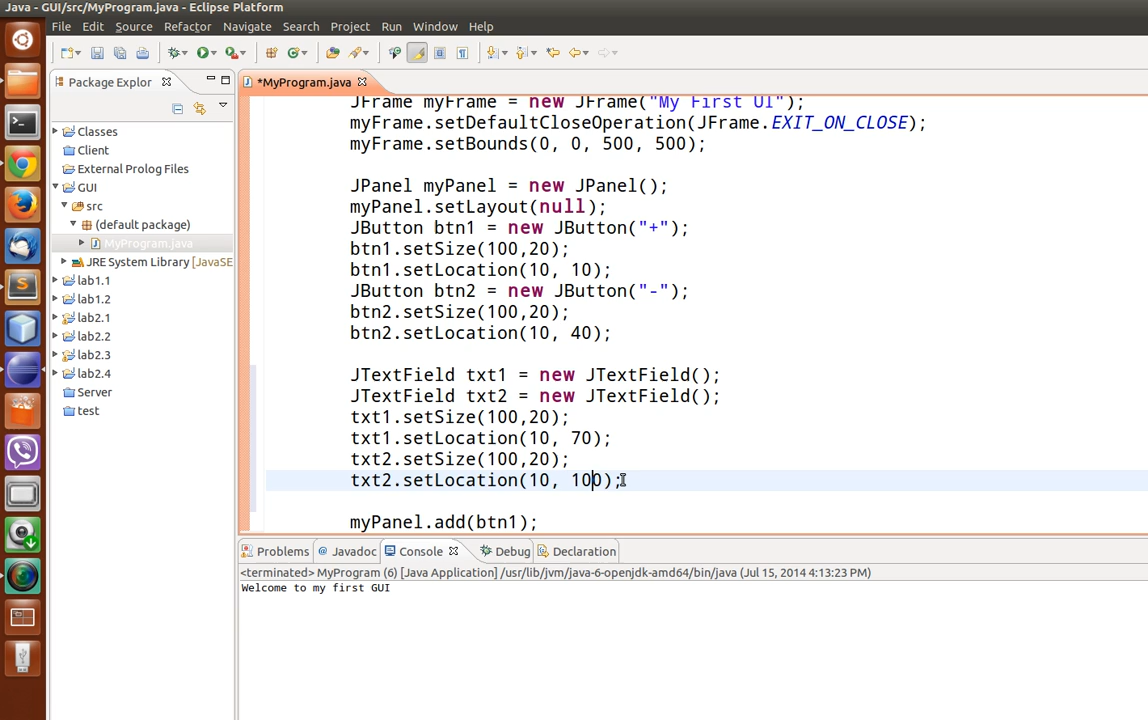 Java - GUI/src/MyProgram.java - Eclipse Platform
File Edit Source Refactor Navigate Search Project Run Window Help
Package Explor
Classes
Client
External Prolog Files
GUI
src
(default package)
MyProgram.java
JRE System Library [JavaSE
lab1.1
lab1.2
lab2.1
lab2.2
lab2.3
lab2.4
Server
test
*MyProgram.java
JFrame myFrame = new JFrame("My First UI");
myFrame.setDefaultCloseOperation(JFrame.EXIT_ON_CLOSE);
myFrame.setBounds(0, 0, 500, 500);
JPanel myPanel = new JPanel();
myPanel.setLayout(null);
JButton btn1 = new JButton("+");
btn1.setSize(100,20);
btn1.setLocation(10, 10);
JButton btn2 = new JButton("-");
btn2.setSize(100,20);
btn2.setLocation(10, 40);
JTextField txt1 = new JTextField();
JTextField txt2 = new JTextField();
txt1.setSize(100,20);
txt1.setLocation(10, 70);
txt2.setSize(100,20);
txt2.setLocation(10, 100);
myPanel.add(btn1);
Problems @ Javadoc Console Debug Declaration
<terminated> MyProgram (6) [Java Application] /usr/lib/jvm/java-6-openjdk-amd64/bin/java (Jul 15, 2014 4:13:23 PM)
Welcome to my first GUI